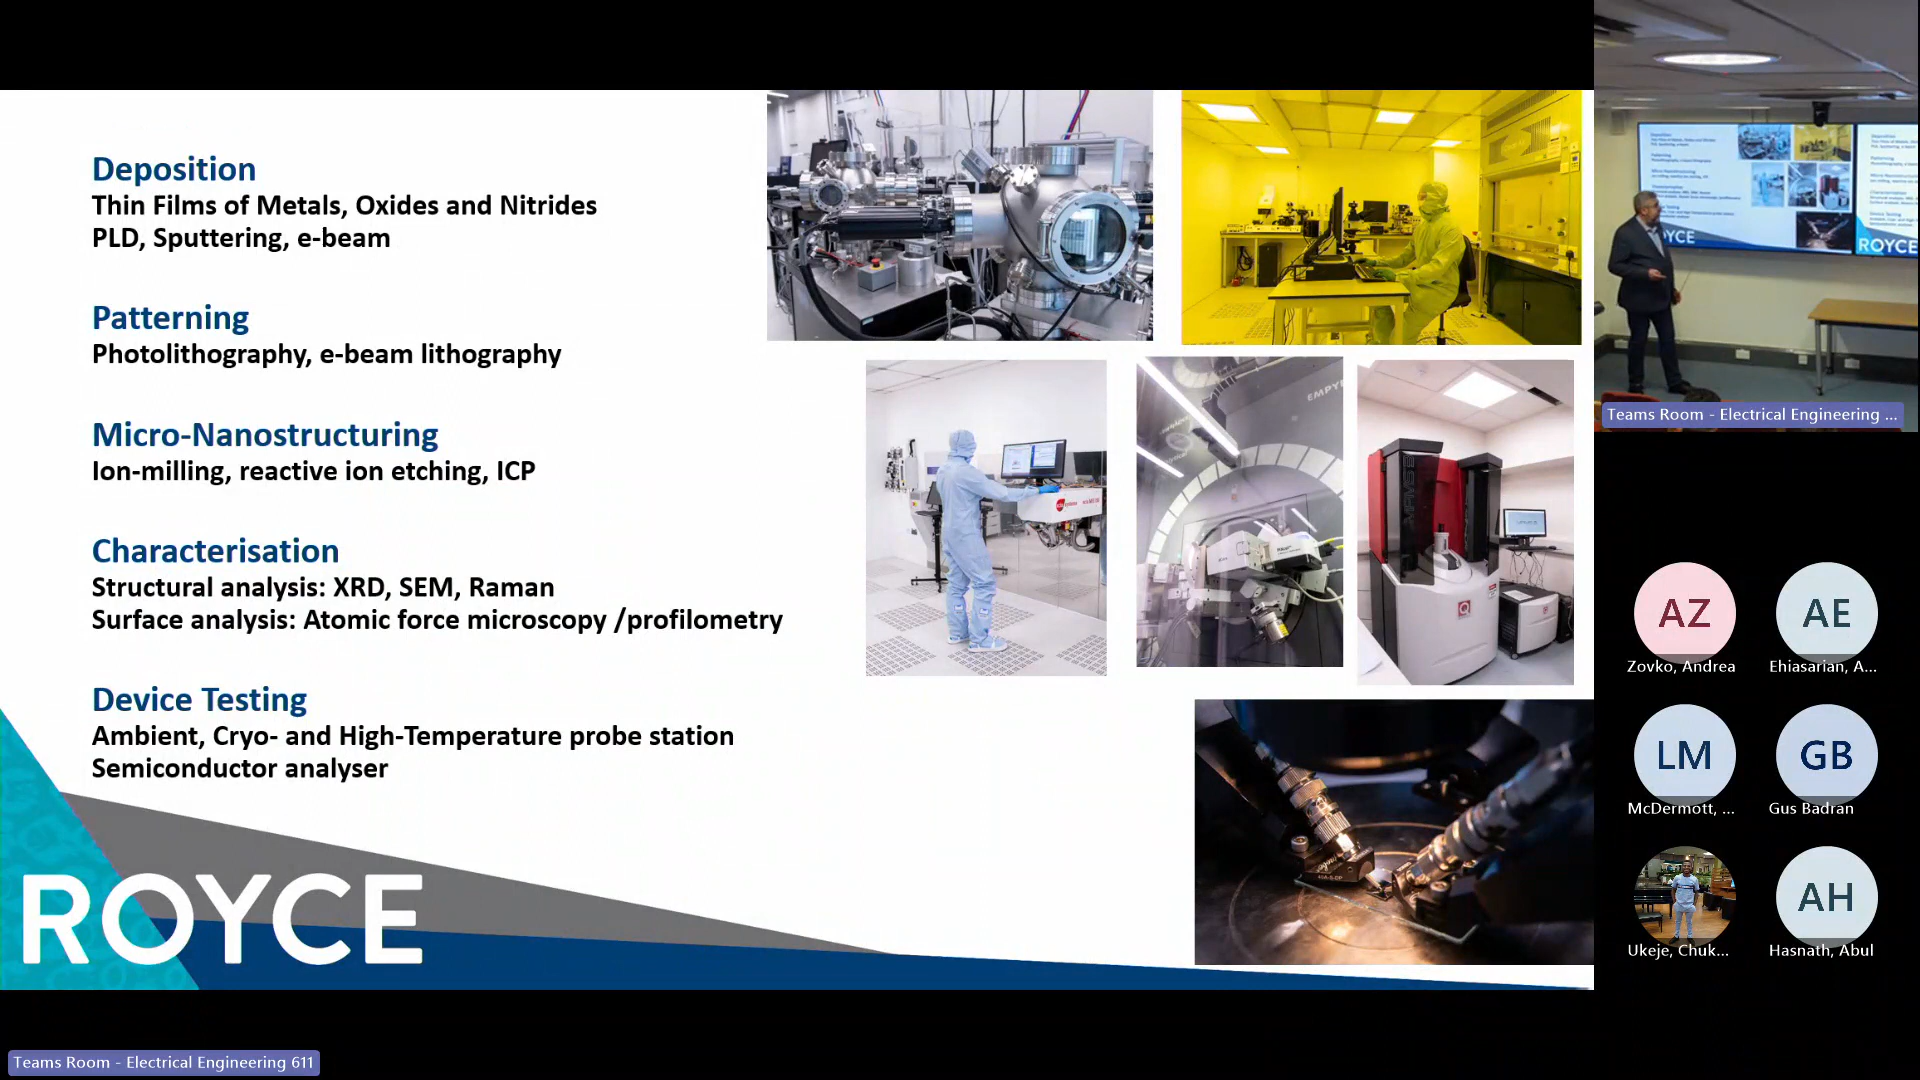 Deposition
Thin Films of Metals, Oxides and Nitrides
PLD, Sputtering, e-beam
Patterning
Photolithography, e-beam lithography
Micro-Nanostructuring
Ion-milling, reactive ion etching, ICP
Characterisation
Structural analysis: XRD, SEM, Raman
Surface analysis: Atomic force microscopy /profilometry
Device Testing
Ambient, Cryo- and High-Temperature probe station
Semiconductor analyser
ROYCE
EMPYR
ROYCE
Teams Room - Electrical Engineering ...
AZ
Zovko, Andrea
AE
Ehiasarian, A...
LM
McDermott, ...
GB
Gus Badran
Ukeje, Chuk...
AH
Hasnath, Abul
Teams Room - Electrical Engineering 611